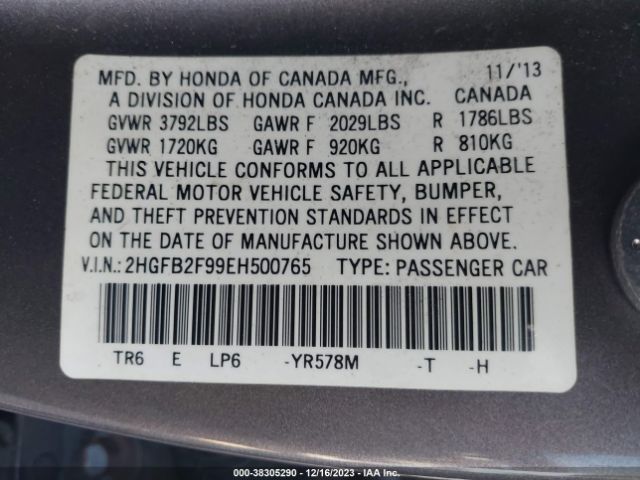 MFD. BY HONDA OF CANADA MFG., 11/'13
A DIVISION OF HONDA CANADA INC. CANADA
GVWR 3792LBS GAWR F 2029LBS R 1786LBS
GVWR 1720KG GAWR F 920KG R 810KG
THIS VEHICLE CONFORMS TO ALL APPLICABLE
FEDERAL MOTOR VEHICLE SAFETY, BUMPER,
AND THEFT PREVENTION STANDARDS IN EFFECT
ON THE DATE OF MANUFACTURE SHOWN ABOVE.
V.I.N.: 2HGFB2F99EH500765 TYPE: PASSENGER CAR
TR6 E LP6 -YR578M -T -H
000-38305290 - 12/16/2023 - IAA Inc.